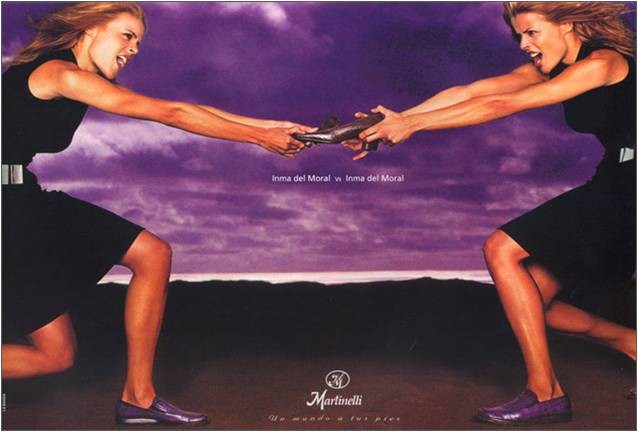 Inma del Moral Vs Inma del Moral
M
Martinelli
Un mundo a tus pies